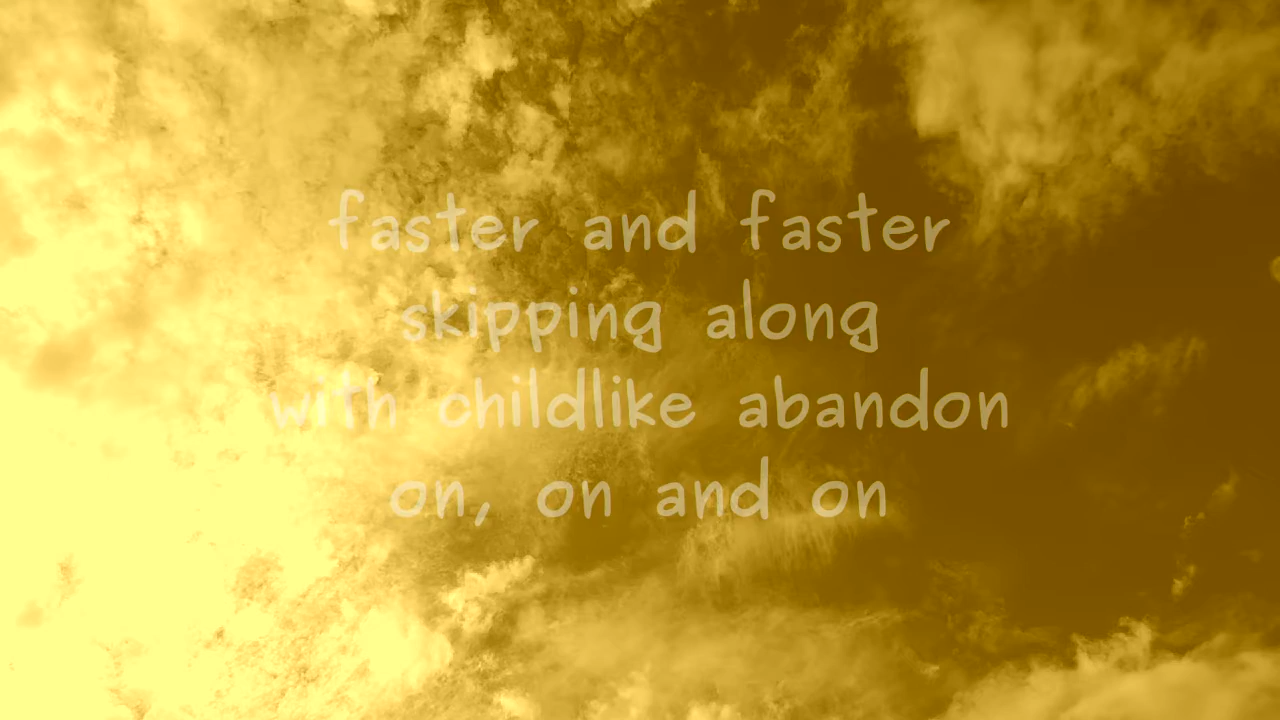 faster and faster
skipping along
with childlike abandon
on, on and on